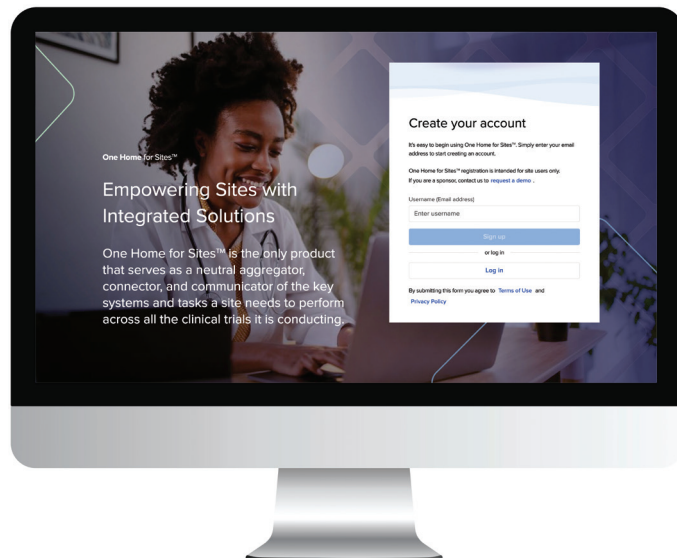 One Home for Sites™
Empowering Sites with
Integrated Solutions
One Home for Sites™ is the only product
that serves as a neutral aggregator,
connector, and communicator of the key
systems and tasks a site needs to perform
across all the clinical trials it is conducting.
Create your account
It's easy to begin using One Home for Sites™. Simply enter your email
address to start creating an account.
One Home for Sites™ registration is intended for site users only.
If you are a sponsor, contact us to request a demo .
Username (Email address)
Enter username
Sign up
or log in
Log in
By submitting this form you agree to Terms of Use and
Privacy Policy